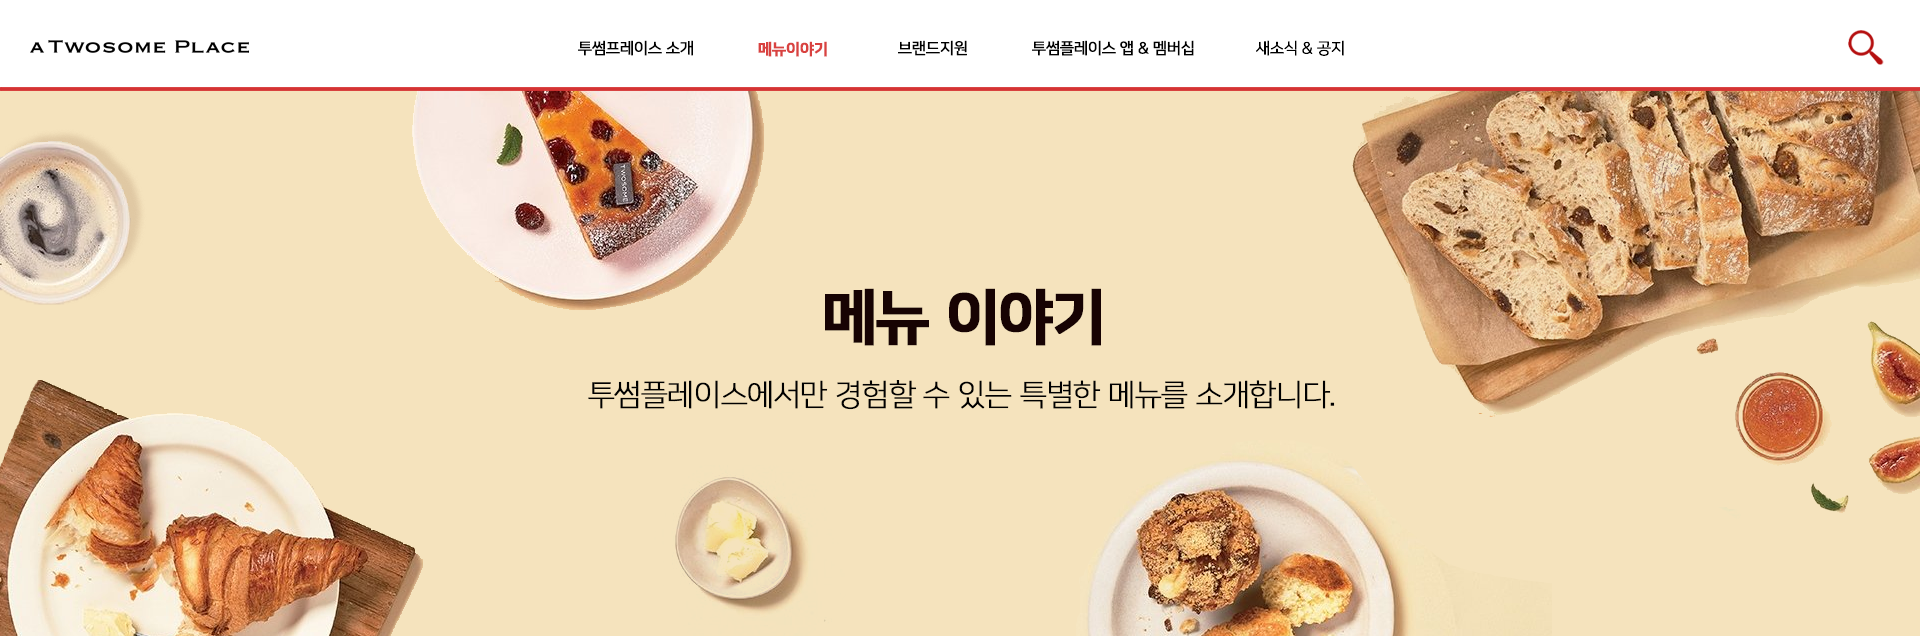 A TWOSOME PLACE
투썸프레이스 소개
메뉴이야기
브랜드지원
투썸플레이스 앱 & 멤버십
새소식 & 공지
TWOSOME
메뉴 이야기
투썸플레이스에서만 경험할 수 있는 특별한 메뉴를 소개합니다.